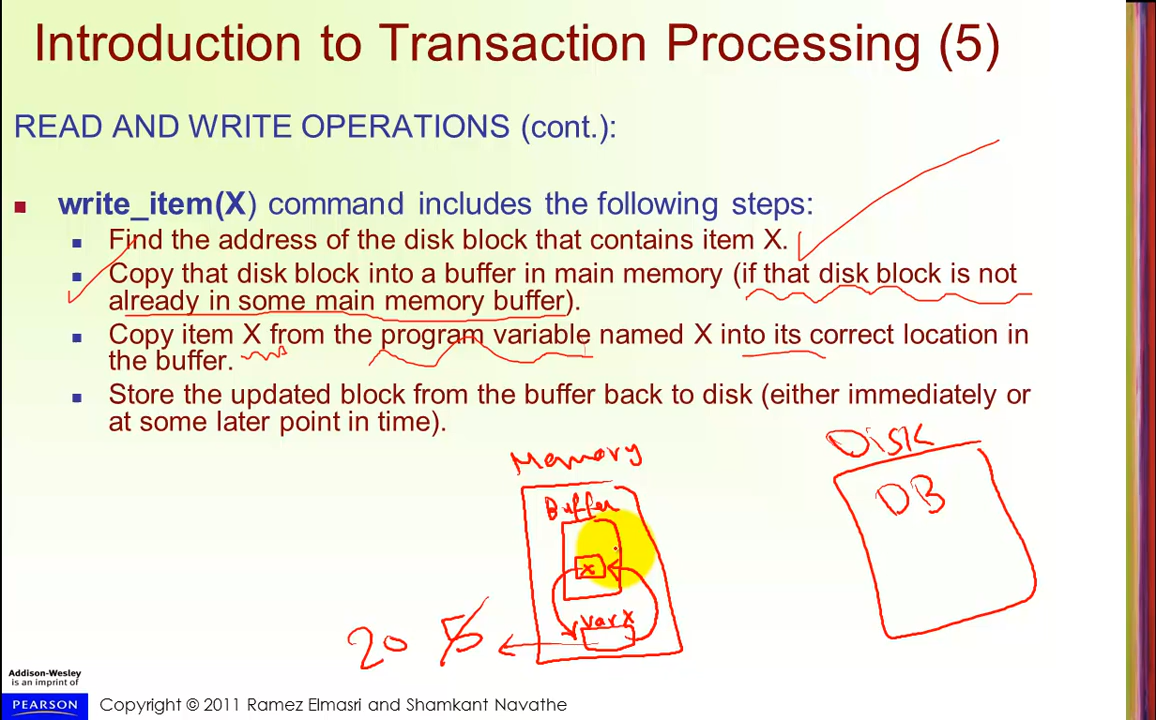 Introduction to Transaction Processing (5)
READ AND WRITE OPERATIONS (cont.):
write_item(X) command includes the following steps:
Find the address of the disk block that contains item X.
Copy that disk block into a buffer in main memory (if that disk block is not
already in some main memory buffer).
Copy item X from the program variable named X into its correct location in
the buffer.
Store the updated block from the buffer back to disk (either immediately or
at some later point in time).
Memory
Disk
Buffer
DB
x
var x
20 5
Addison-Wesley
is an imprint of
PEARSON
Copyright © 2011 Ramez Elmasri and Shamkant Navathe